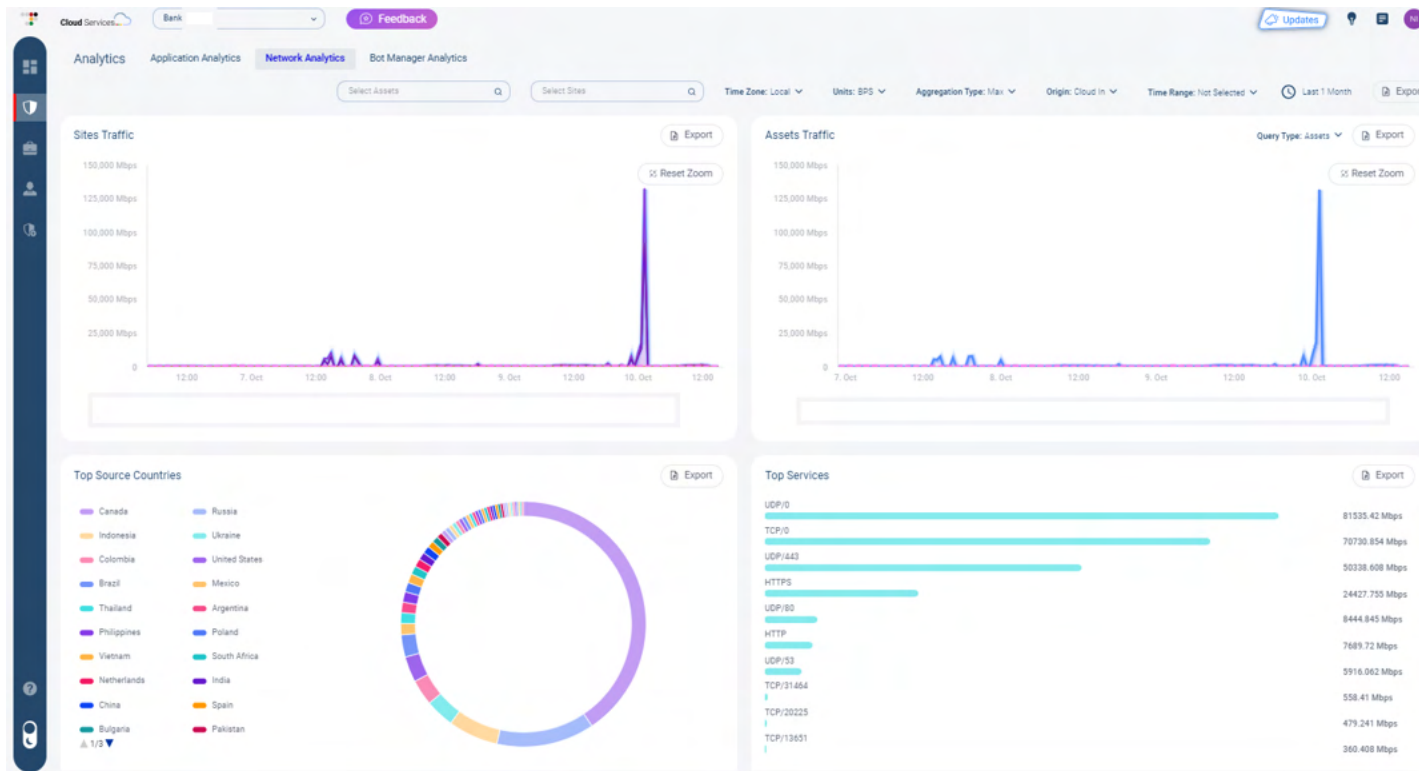 Cloud Services
Bank
Feedback
Updates
NI
Analytics
Application Analytics
Network Analytics
Bot Manager Analytics
Select Assets
Select Sites
Time Zone: Local
Units: BPS
Aggregation Type: Max
Origin: Cloud In
Time Range: Not Selected
Last 1 Month
Expor
Sites Traffic
Export
Reset Zoom
150,000 Mbps
125,000 Mbps
100,000 Mbps
75,000 Mbps
50,000 Mbps
25,000 Mbps
0
12:00 7. Oct 12:00 8. Oct 12:00 9. Oct 12:00 10. Oct 12:00
Assets Traffic
Query Type: Assets
Export
Reset Zoom
150,000 Mbps
125,000 Mbps
100,000 Mbps
75,000 Mbps
50,000 Mbps
25,000 Mbps
0
7. Oct 12:00 8. Oct 12:00 9. Oct 12:00 10. Oct 12:00
Top Source Countries
Export
Canada Russia
Indonesia Ukraine
Colombia United States
Brazil Mexico
Thailand Argentina
Philippines Poland
Vietnam South Africa
Netherlands India
China Spain
Bulgaria Pakistan
1/3
Top Services
Export
UDP/0
81535.42 Mbps
TCP/0
70730.854 Mbps
UDP/443
50338.608 Mbps
HTTPS
24427.755 Mbps
UDP/80
8444.845 Mbps
HTTP
7689.72 Mbps
UDP/53
5916.062 Mbps
TCP/31464
558.41 Mbps
TCP/20225
479.241 Mbps
TCP/13651
360.408 Mbps